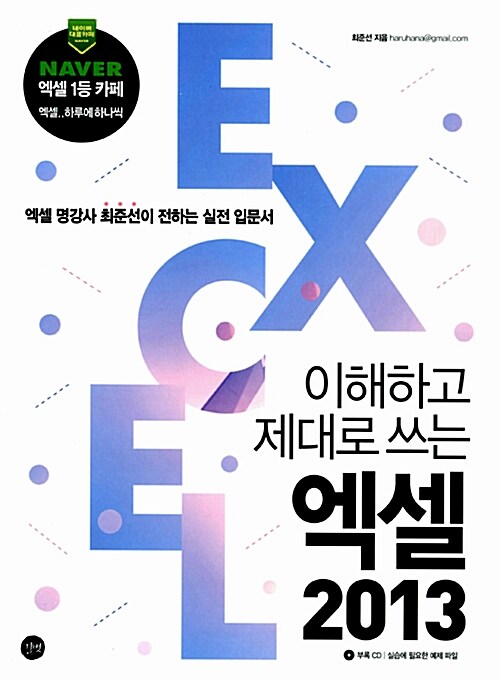 네이버
대표카페
NAVER
NAVER
엑셀 1등 카페
엑셀..하루에하나씩
최준선 지음 haruhana@gmail.com
엑셀 명강사 최준선이 전하는 실전 입문서
E
X
C
E
L
이해하고
제대로 쓰는
엑셀
2013
부록 CD | 실습에 필요한 예제 파일
길벗